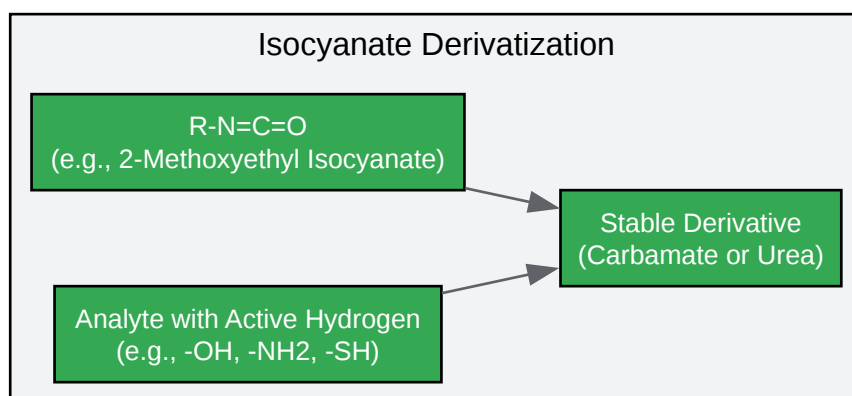 Isocyanate Derivatization
R-N=C=O
(e.g., 2-Methoxyethyl Isocyanate)
Stable Derivative
(Carbamate or Urea)
Analyte with Active Hydrogen
(e.g., -OH, -NH2, -SH)